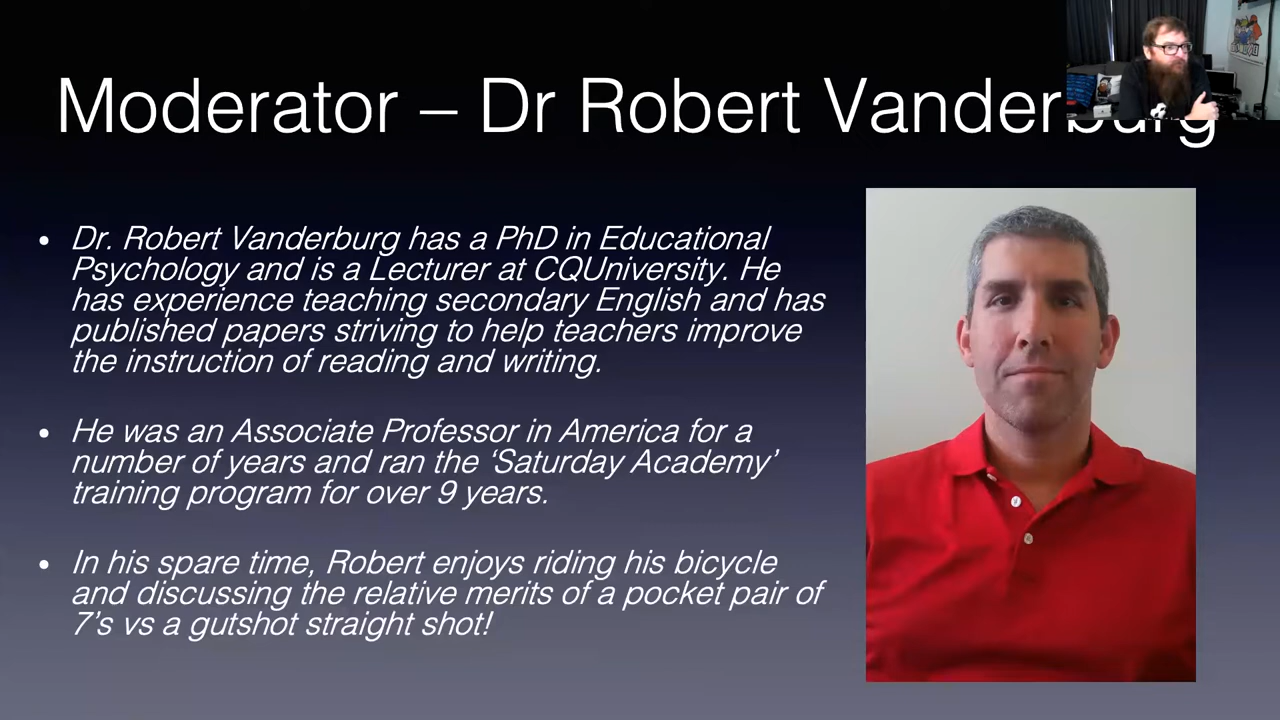 Moderator – Dr Robert Vanderburg
• Dr. Robert Vanderburg has a PhD in Educational
Psychology and is a Lecturer at CQUniversity. He
has experience teaching secondary English and has
published papers striving to help teachers improve
the instruction of reading and writing.
• He was an Associate Professor in America for a
number of years and ran the ‘Saturday Academy’
training program for over 9 years.
• In his spare time, Robert enjoys riding his bicycle
and discussing the relative merits of a pocket pair of
7’s vs a gutshot straight shot!